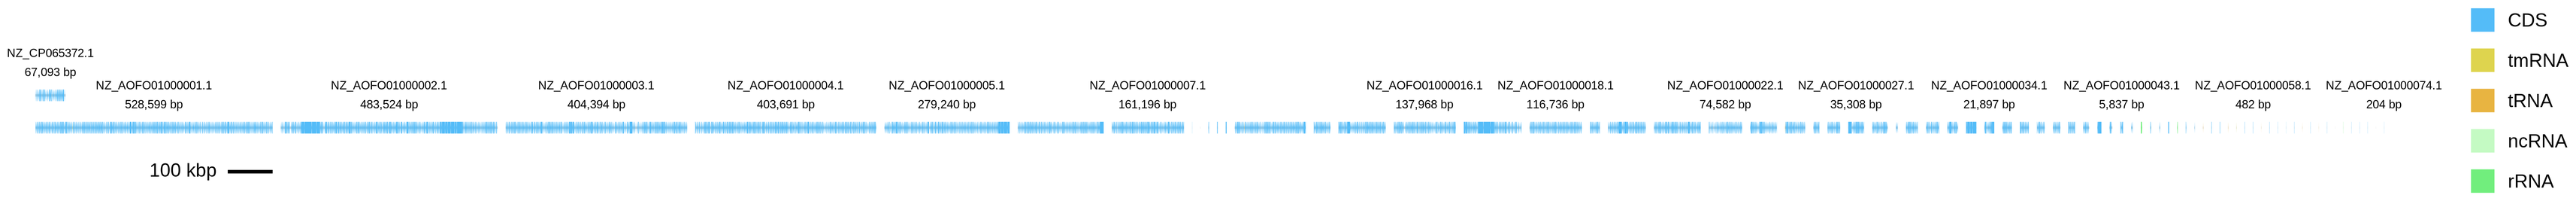 NZ_CP065372.1
67,093 bp
NZ_AOFO01000001.1
528,599 bp
NZ_AOFO01000002.1
483,524 bp
NZ_AOFO01000003.1
404,394 bp
NZ_AOFO01000004.1
403,691 bp
NZ_AOFO01000005.1
279,240 bp
NZ_AOFO01000007.1
161,196 bp
NZ_AOFO01000016.1
137,968 bp
NZ_AOFO01000018.1
116,736 bp
NZ_AOFO01000022.1
74,582 bp
NZ_AOFO01000027.1
35,308 bp
NZ_AOFO01000034.1
21,897 bp
NZ_AOFO01000043.1
5,837 bp
NZ_AOFO01000058.1
482 bp
NZ_AOFO01000074.1
204 bp
100 kbp
CDS
tmRNA
tRNA
ncRNA
rRNA